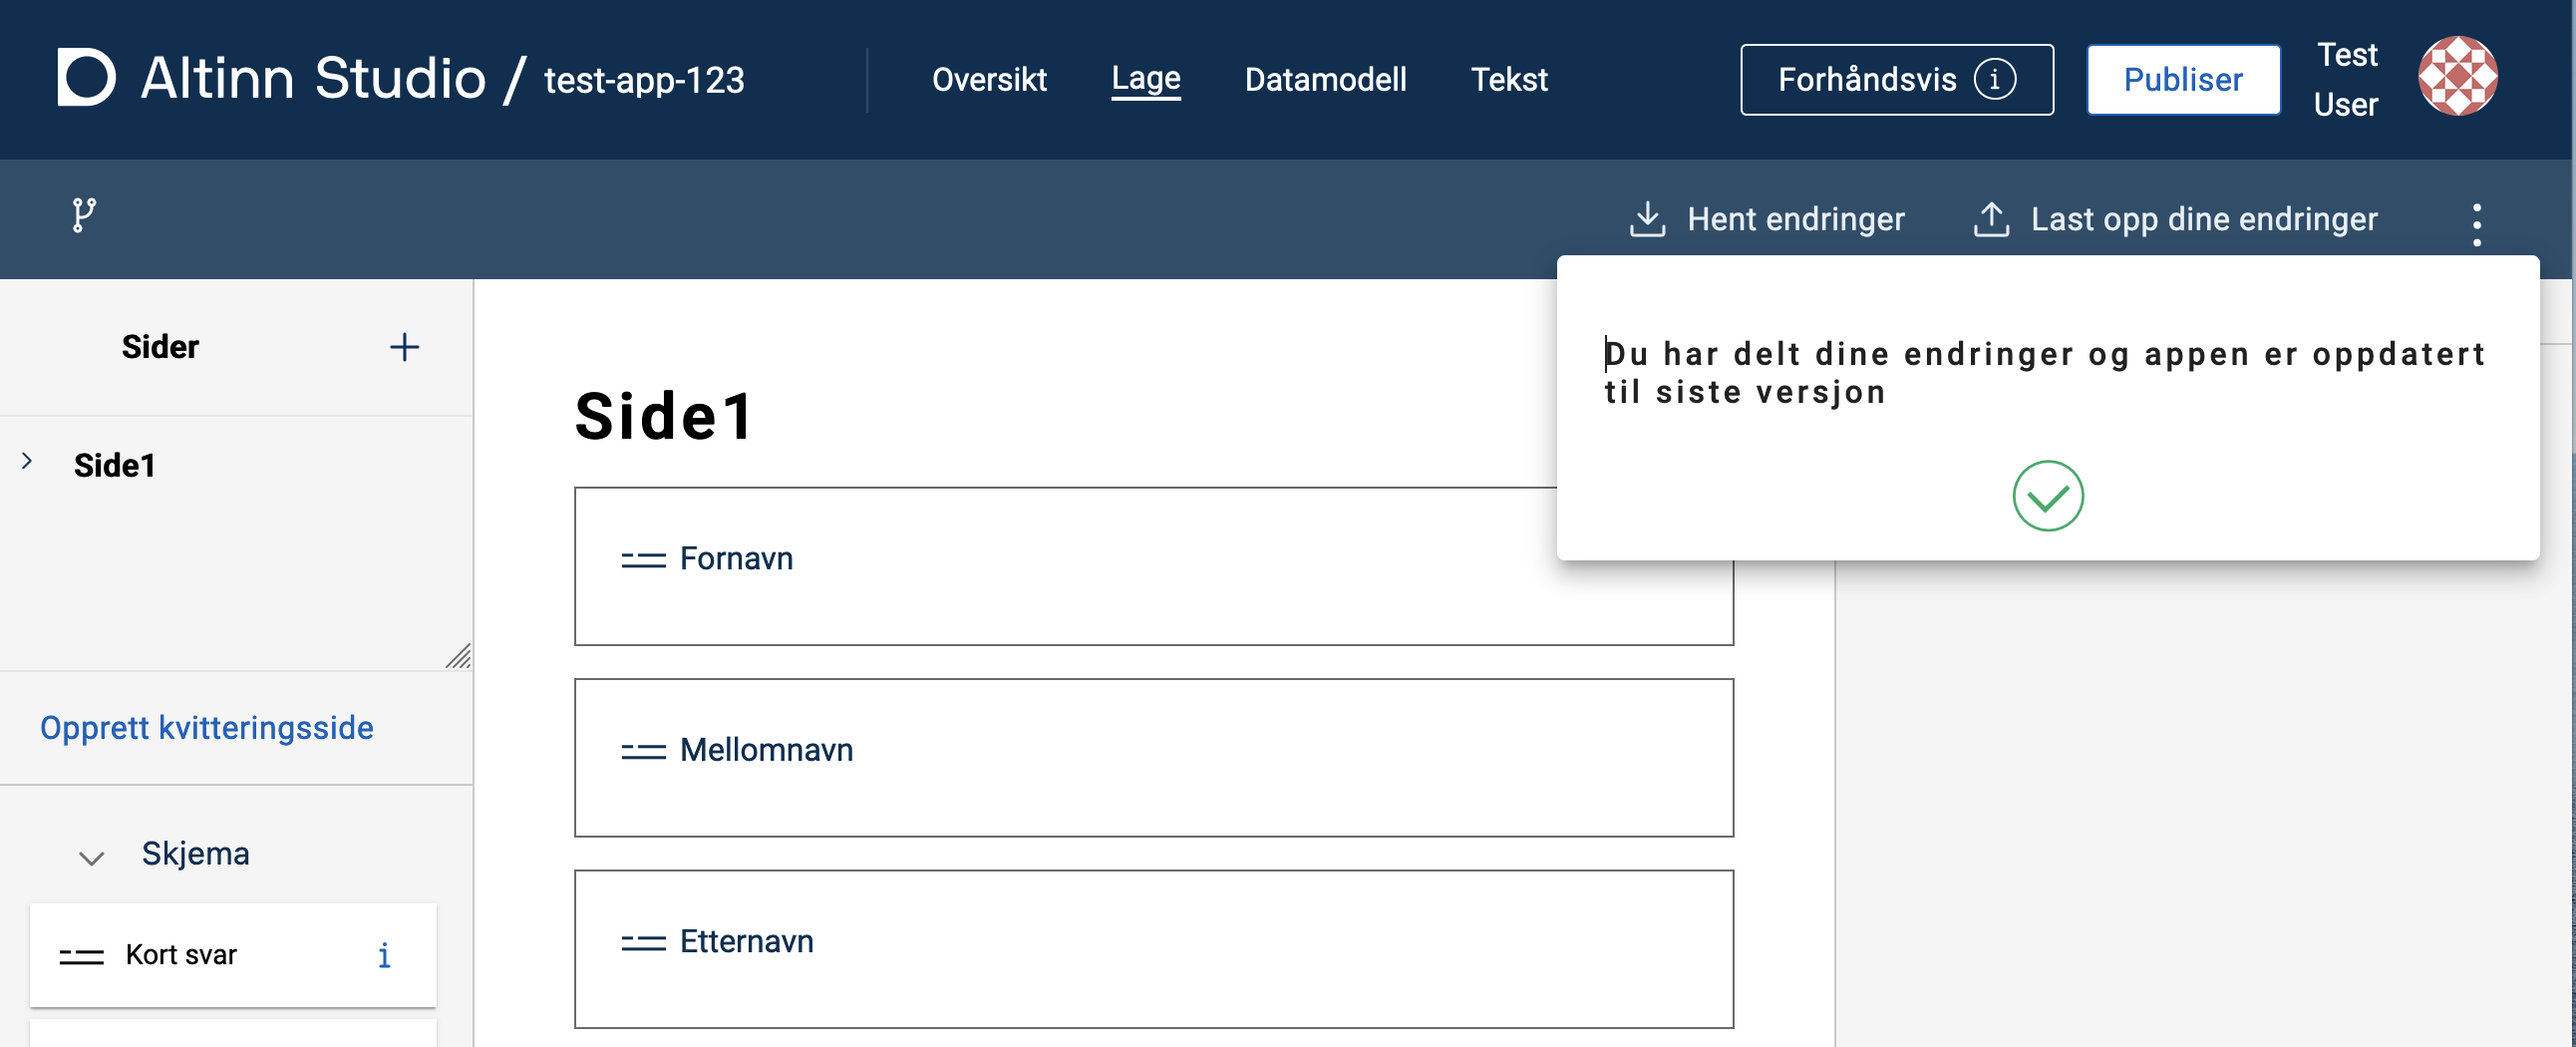 Altinn Studio / test-app-123
Oversikt
Lage
Datamodell
Tekst
Forhåndsvis i
Publiser
Test
User
Hent endringer
Last opp dine endringer
Du har delt dine endringer og appen er oppdatert
til siste versjon
Sider
Side1
Opprett kvitteringsside
Skjema
Kort svar i
Side1
Fornavn
Mellomnavn
Etternavn